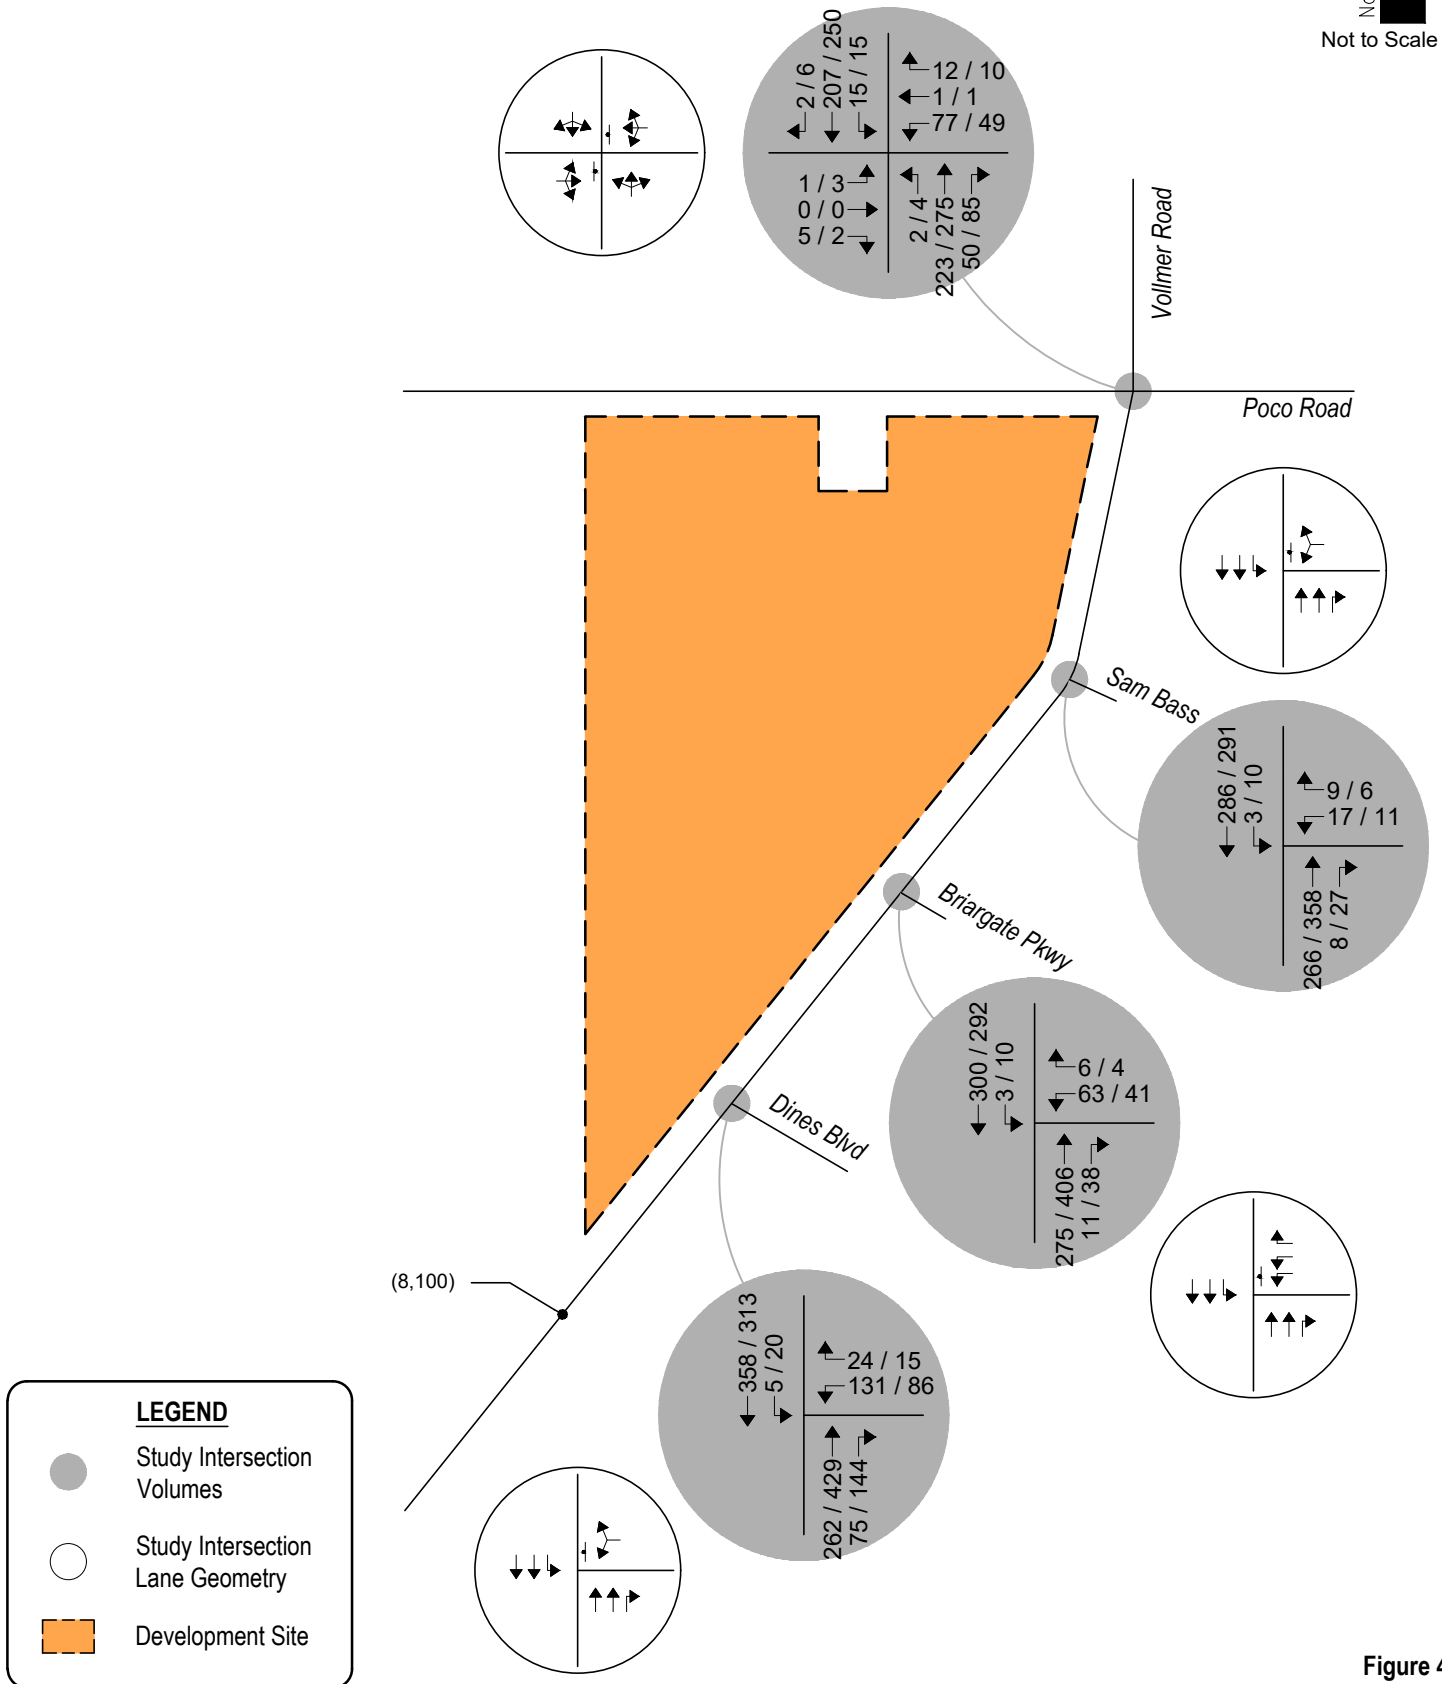 No
Not to Scale
2 / 6
207 / 250
15 / 15
12 / 10
1 / 1
77 / 49
1 / 3
0 / 0
5 / 2
2 / 4
223 / 275
50 / 85
Vollmer Road
Poco Road
Sam Bass
286 / 291
3 / 10
9 / 6
17 / 11
266 / 358
8 / 27
Briargate Pkwy
300 / 292
3 / 10
6 / 4
63 / 41
275 / 406
11 / 38
Dines Blvd
(8,100)
358 / 313
5 / 20
24 / 15
131 / 86
262 / 429
75 / 144
LEGEND
Study Intersection
Volumes
Study Intersection
Lane Geometry
Development Site
Figure 4